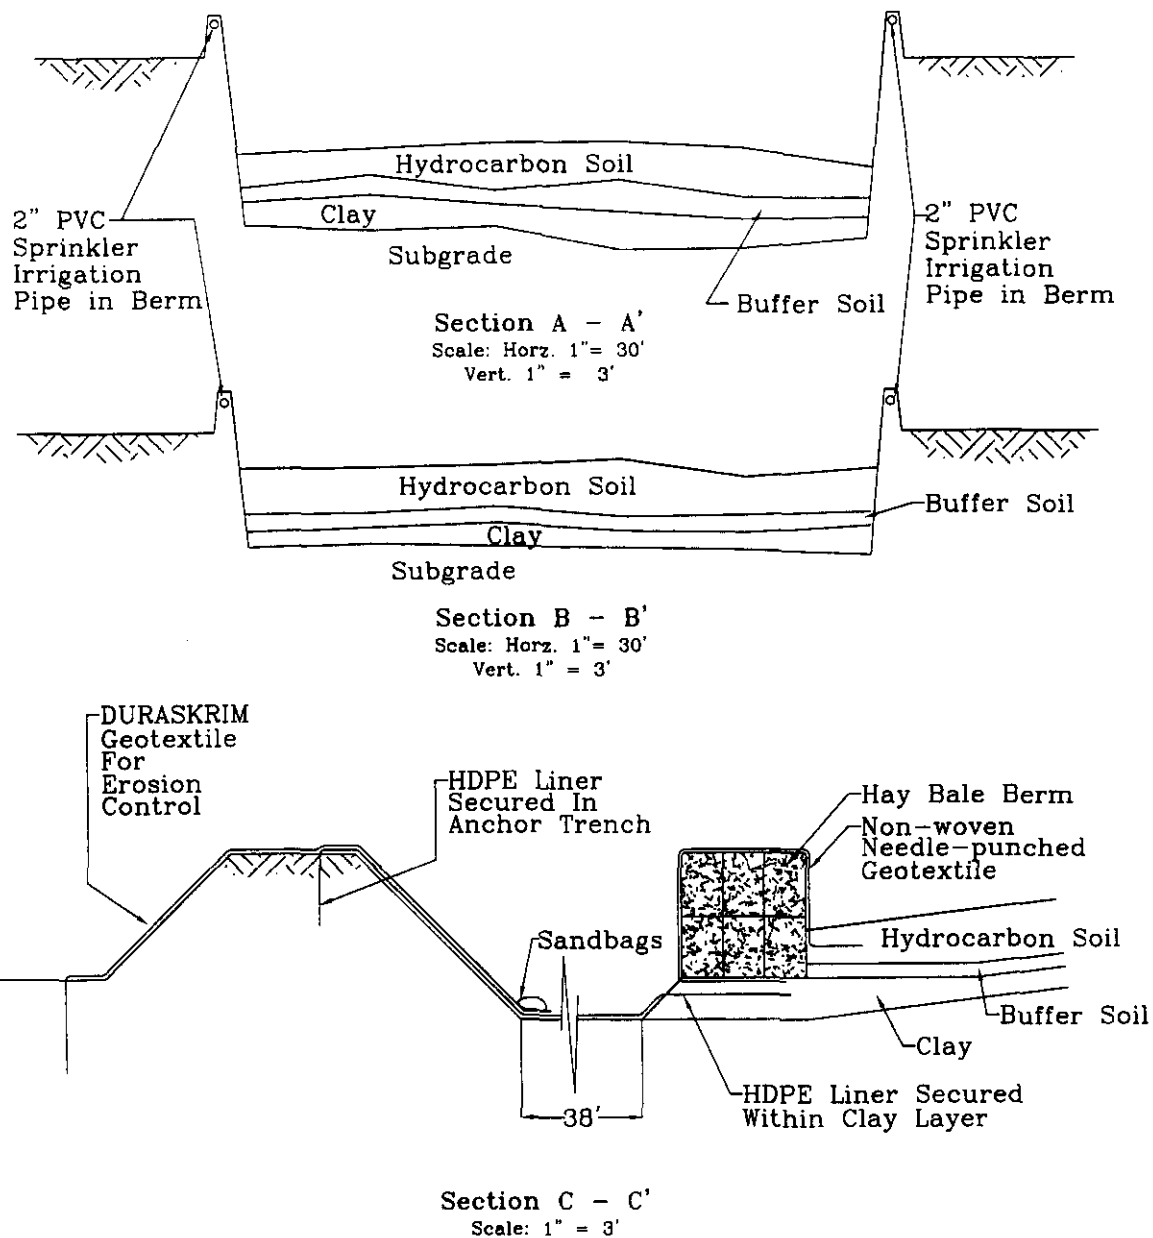 Hydrocarbon Soil
Clay
Subgrade
2" PVC
Sprinkler
Irrigation
Pipe in Berm
2" PVC
Sprinkler
Irrigation
Pipe in Berm
Buffer Soil
Section A - A'
Scale: Horz. 1"= 30'
Vert. 1" = 3'
Hydrocarbon Soil
Buffer Soil
Clay
Subgrade
Section B - B'
Scale: Horz. 1"= 30'
Vert. 1" = 3'
DURASKRIM
Geotextile
For
Erosion
Control
HDPE Liner
Secured In
Anchor Trench
Hay Bale Berm
Non-woven
Needle-punched
Geotextile
Sandbags
Hydrocarbon Soil
Buffer Soil
Clay
HDPE Liner Secured
Within Clay Layer
38'
Section C - C'
Scale: 1" = 3'